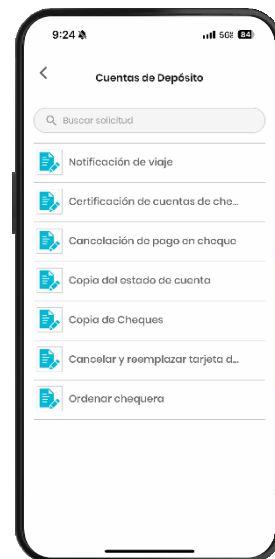 9:24
5G 84
Cuentas de Depósito
Buscar solicitud
Notificación de viaje
Certificación de cuentas de che...
Cancelación de pago en cheque
Copia del estado de cuenta
Copia de Cheques
Cancelar y reemplazar tarjeta d...
Ordenar chequera